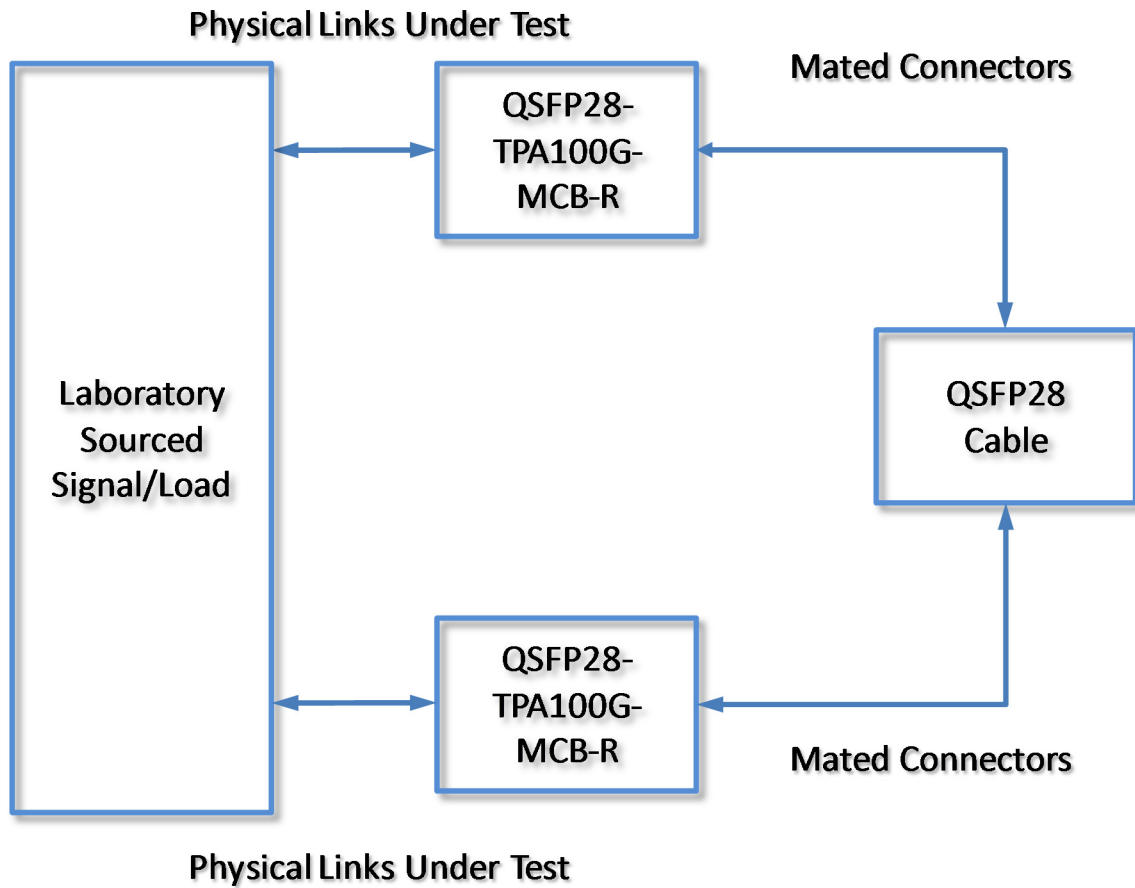 Physical Links Under Test
Mated Connectors
QSFP28-
TPA100G-
MCB-R
Laboratory
Sourced
Signal/Load
QSFP28
Cable
QSFP28-
TPA100G-
MCB-R
Mated Connectors
Physical Links Under Test